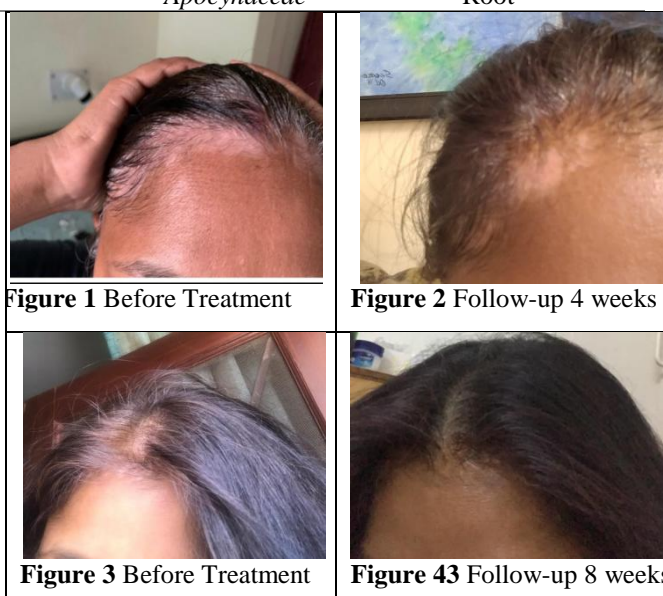 Apocynaceae Root
Figure 1 Before Treatment
Figure 2 Follow-up 4 weeks
Figure 3 Before Treatment
Figure 43 Follow-up 8 weeks